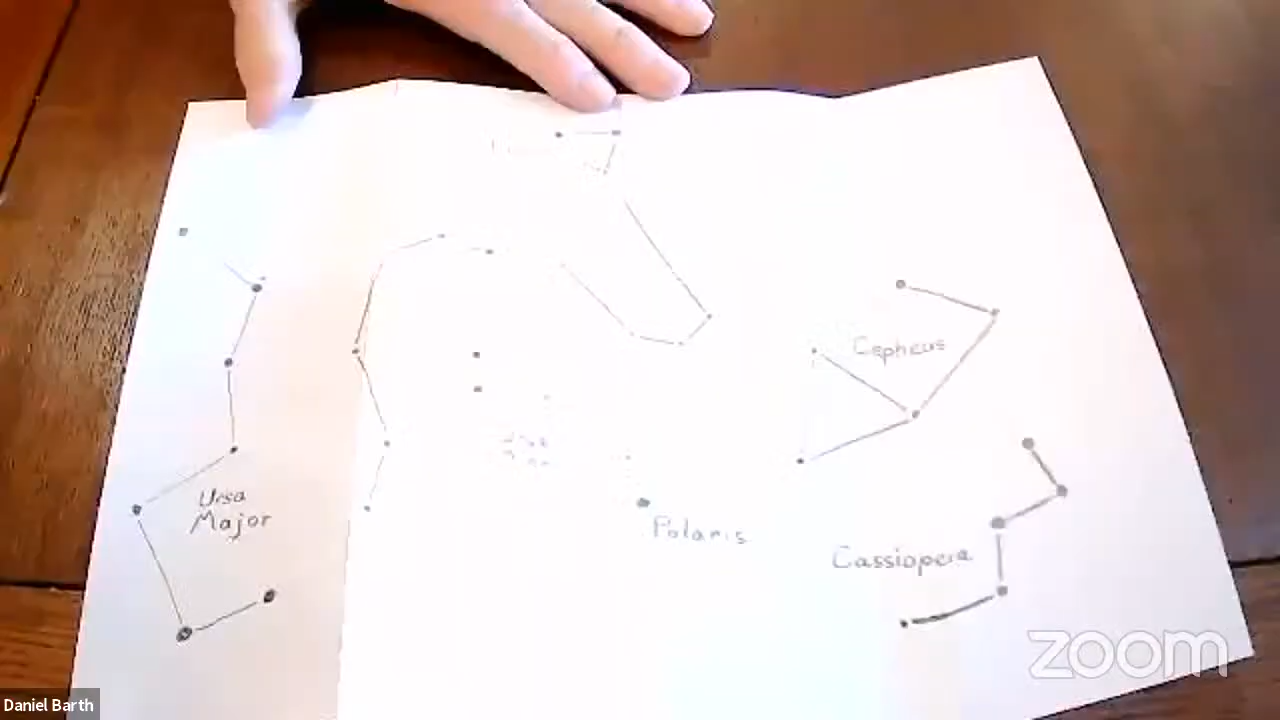 Cepheus
Ursa
Major
Polaris
Cassiopeia
zoom
Daniel Barth